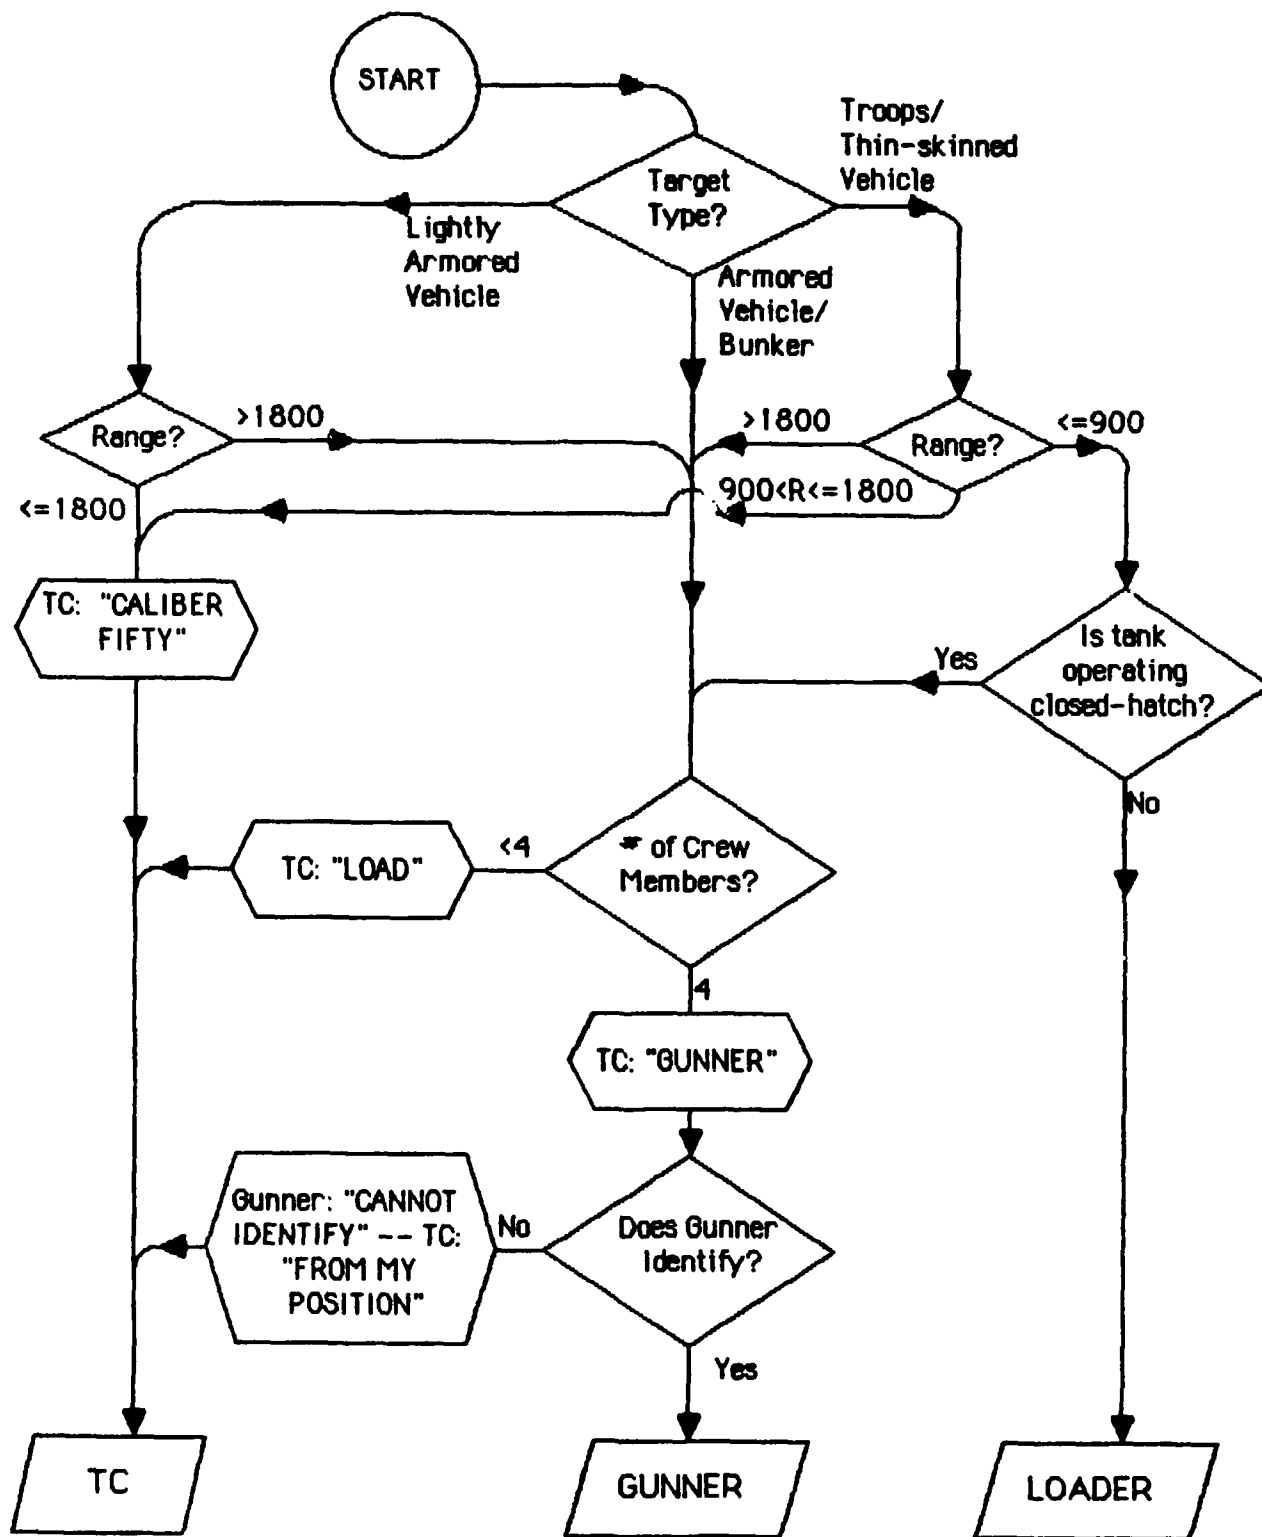 START
Troops/
Thin-skinned
Vehicle
Target
Type?
Lightly
Armored
Vehicle
Armored
Vehicle/
Bunker
Range?
>1800
<=1800
>1800
Range?
<=900
900<R<=1800
TC: "CALIBER
FIFTY"
Is tank
operating
closed-hatch?
Yes
No
# of Crew
Members?
<4
TC: "LOAD"
4
TC: "GUNNER"
Does Gunner
Identify?
No
Gunner: "CANNOT
IDENTIFY" -- TC:
"FROM MY
POSITION"
Yes
TC
GUNNER
LOADER